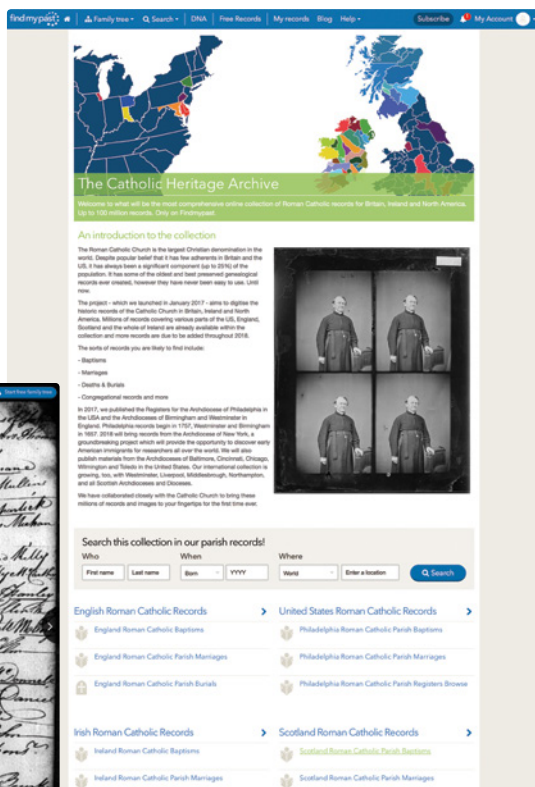 findmypast
Family tree
Search
DNA
Free Records
My records
Blog
Help
Subscribe
My Account
The Catholic Heritage Archive
Welcome to what will be the most comprehensive online collection of Roman Catholic records for Britain, Ireland and North America.
Up to 100 million records. Only on Findmypast.
An introduction to the collection
The Roman Catholic Church is the largest Christian denomination in the
world. Despite popular belief that it has few adherents in Britain and the
US, it has always been a significant component (up to 25%) of the
population. It has some of the oldest and best preserved genealogical
records ever created, however they have never been easy to use. Until
now.
The project - which we launched in January 2017 - aims to digitise the
historic records of the Catholic Church in Britain, Ireland and North
America. Millions of records covering various parts of the US, England,
Scotland and the whole of Ireland are already available within the
collection and more records are due to be added throughout 2018.
The sorts of records you are likely to find include:
- Baptisms
- Marriages
- Deaths & Burials
- Congregational records and more
In 2017, we published the Registers for the Archdiocese of Philadelphia in
the USA and the Archdioceses of Birmingham and Westminster in
England. Philadelphia records begin in 1757, Westminster and Birmingham
in 1657. 2018 will bring records from the Archdiocese of New York, a
groundbreaking project which will provide the opportunity to discover early
American immigrants for researchers all over the world. We will also
publish materials from the Archdioceses of Baltimore, Cincinnati, Chicago,
Wilmington and Toledo in the United States. Our international collection is
growing, too, with Westminster, Liverpool, Middlesbrough, Northampton,
and all Scottish Archdioceses and Dioceses.
We have collaborated closely with the Catholic Church to bring these
millions of records and images to your fingertips for the first time ever.
Start free family tree
Search this collection in our parish records!
Who When Where
First name Last name Born YYYY World Enter a location Search
English Roman Catholic Records
England Roman Catholic Baptisms
England Roman Catholic Parish Marriages
England Roman Catholic Parish Burials
United States Roman Catholic Records
Philadelphia Roman Catholic Parish Baptisms
Philadelphia Roman Catholic Parish Marriages
Philadelphia Roman Catholic Parish Registers Browse
Irish Roman Catholic Records
Ireland Roman Catholic Baptisms
Ireland Roman Catholic Parish Marriages
Scotland Roman Catholic Records
Scotland Roman Catholic Parish Baptisms
Scotland Roman Catholic Parish Marriages